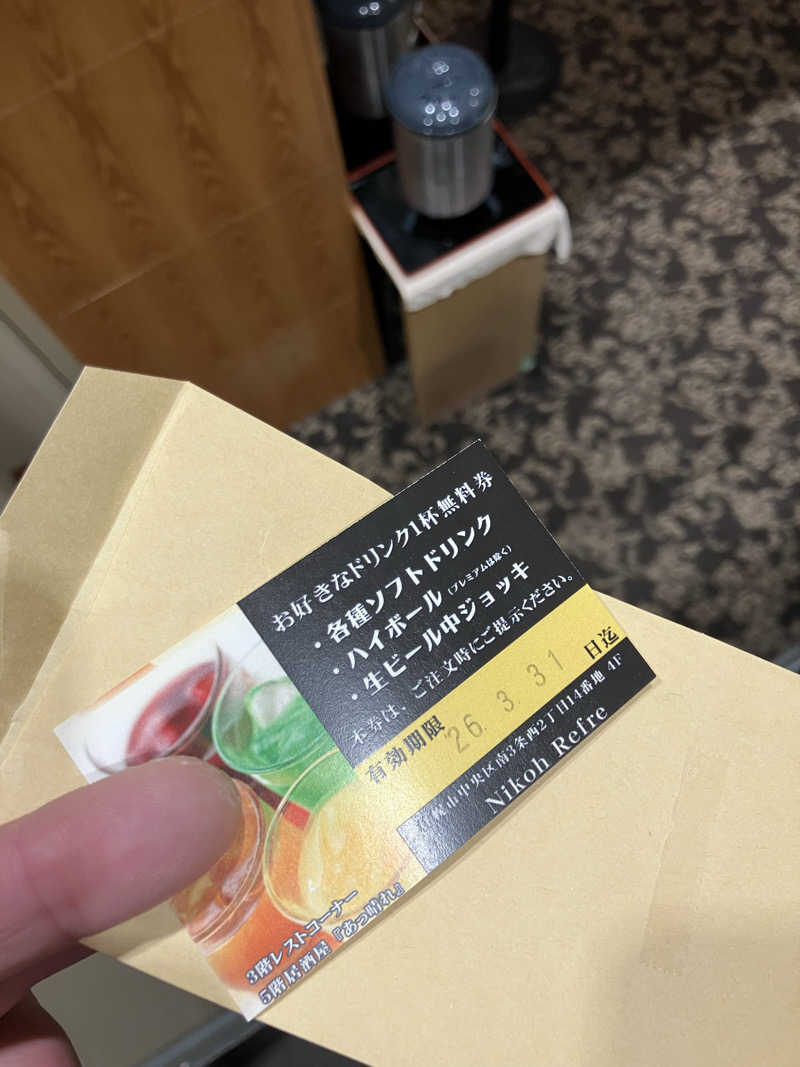 お好きなドリンク1杯無料券
・各種ソフトドリンク
・ハイボール（プレミアムは除く）
・生ビール中ジョッキ
本券は、ご注文時にご提示ください。
有効期限 '26.3.31 日迄
札幌市中央区南3条西2丁目14番地 4F
Nikoh Refre
3階レストコーナー
5階居酒屋『あっ晴れ』